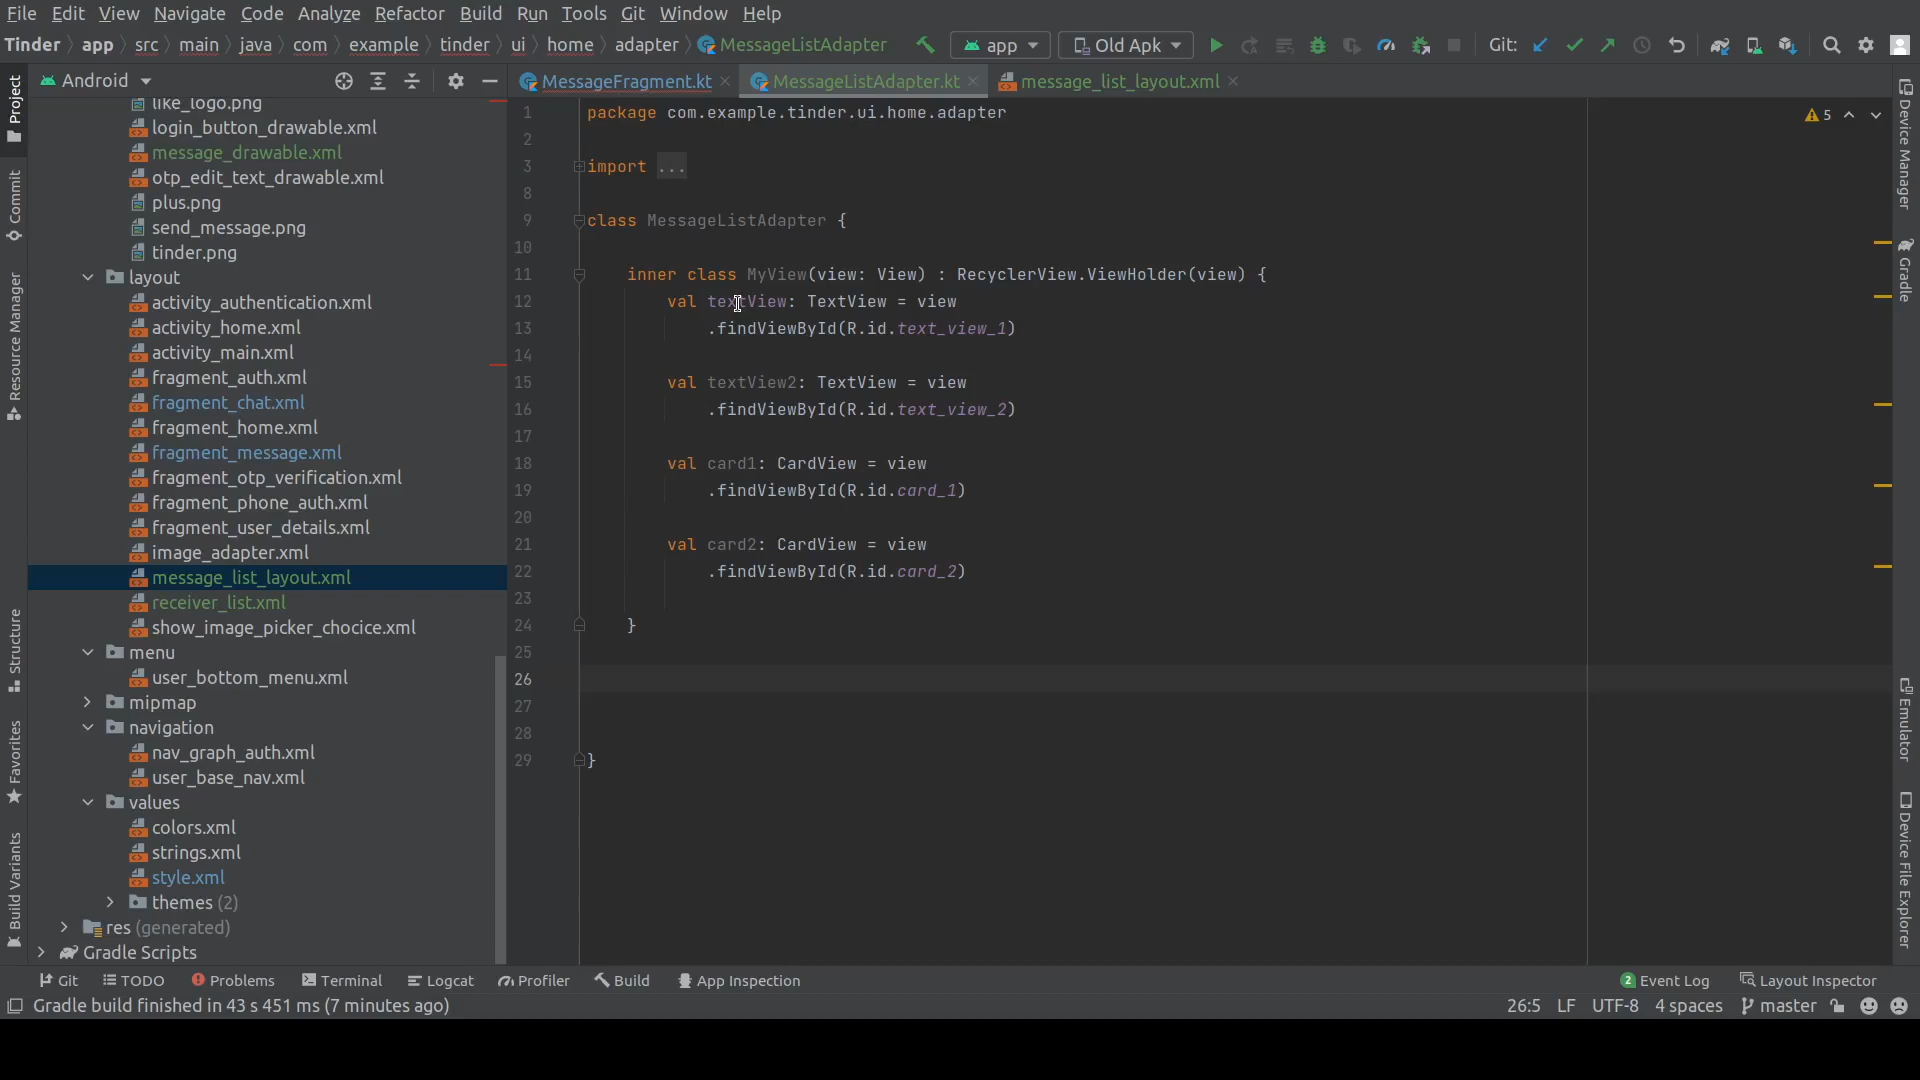 File Edit View Navigate Code Analyze Refactor Build Run Tools Git Window Help
Tinder app src main java com example tinder ui home adapter MessageListAdapter app Old Apk Git:
Android MessageFragment.kt MessageListAdapter.kt message_list_layout.xml
Project
Commit
Resource Manager
Structure
Favorites
Build Variants
like_logo.png
login_button_drawable.xml
message_drawable.xml
otp_edit_text_drawable.xml
plus.png
send_message.png
tinder.png
layout
activity_authentication.xml
activity_home.xml
activity_main.xml
fragment_auth.xml
fragment_chat.xml
fragment_home.xml
fragment_message.xml
fragment_otp_verification.xml
fragment_phone_auth.xml
fragment_user_details.xml
image_adapter.xml
message_list_layout.xml
receiver_list.xml
show_image_picker_chocice.xml
menu
user_bottom_menu.xml
mipmap
navigation
nav_graph_auth.xml
user_base_nav.xml
values
colors.xml
strings.xml
style.xml
themes (2)
res (generated)
Gradle Scripts
1 package com.example.tinder.ui.home.adapter
2
3 import ...
8
9 class MessageListAdapter {
10
11 inner class MyView(view: View) : RecyclerView.ViewHolder(view) {
12 val textView: TextView = view
13 .findViewById(R.id.text_view_1)
14
15 val textView2: TextView = view
16 .findViewById(R.id.text_view_2)
17
18 val card1: CardView = view
19 .findViewById(R.id.card_1)
20
21 val card2: CardView = view
22 .findViewById(R.id.card_2)
23
24 }
25
26
27
28
29 }
5
Device Manager
Gradle
Emulator
Device File Explorer
Git TODO Problems Terminal Logcat Profiler Build App Inspection 2 Event Log Layout Inspector
Gradle build finished in 43 s 451 ms (7 minutes ago) 26:5 LF UTF-8 4 spaces master